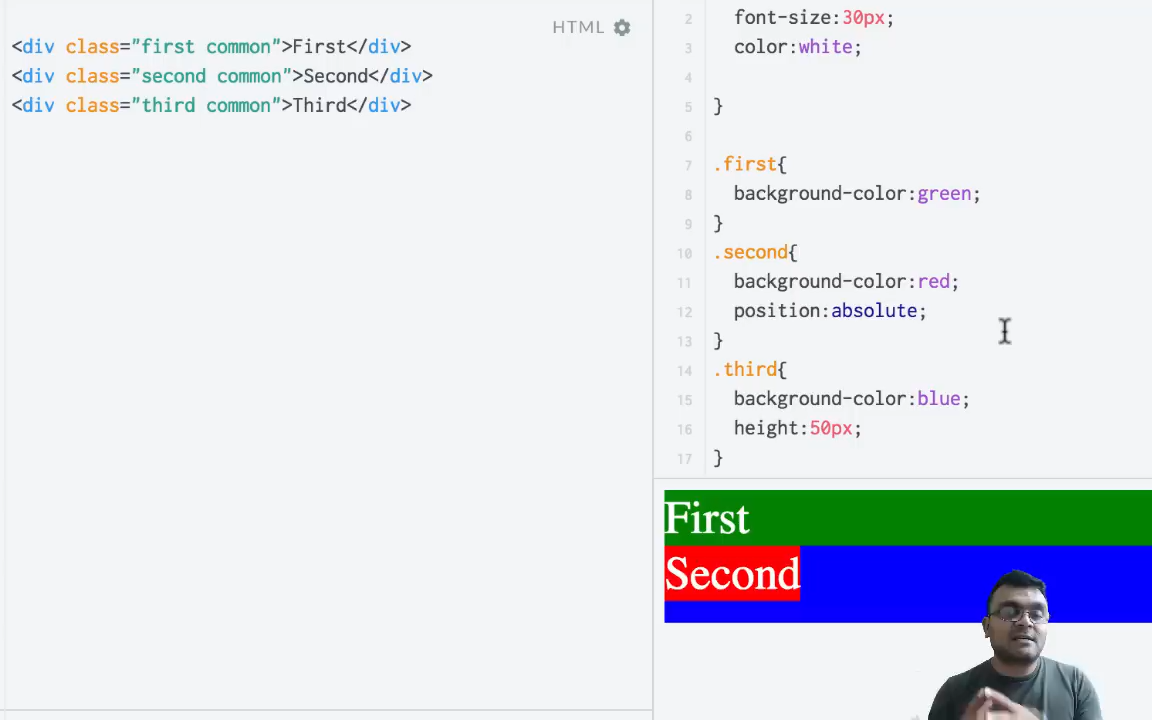 HTML
<div class="first common">First</div>
<div class="second common">Second</div>
<div class="third common">Third</div>
2 font-size:30px;
3 color:white;
4
5 }
6
7 .first{
8 background-color:green;
9 }
10 .second{
11 background-color:red;
12 position:absolute;
13 }
14 .third{
15 background-color:blue;
16 height:50px;
17 }
First
Second